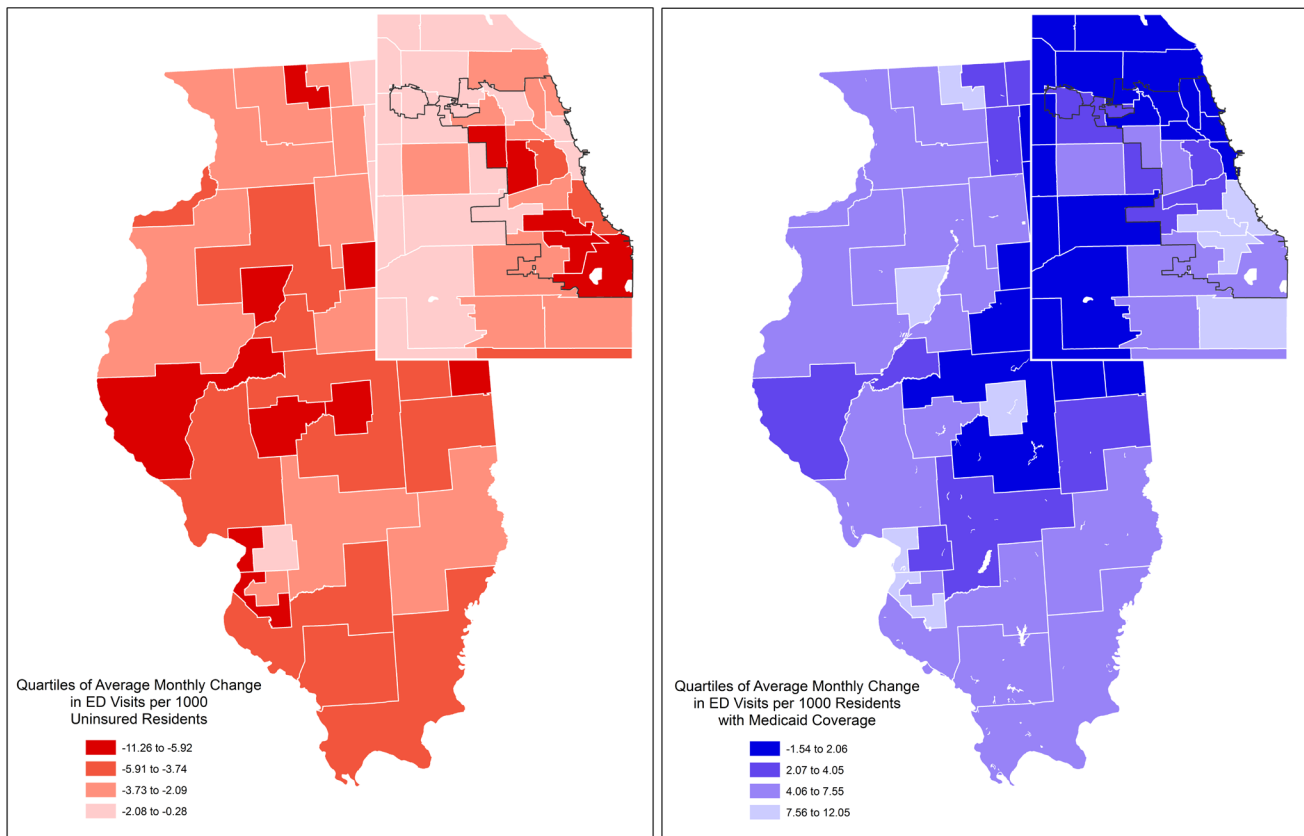 Quartiles of Average Monthly Change
in ED Visits per 1000
Uninsured Residents
-11.26 to -5.92
-5.91 to -3.74
-3.73 to -2.09
-2.08 to -0.28
Quartiles of Average Monthly Change
in ED Visits per 1000 Residents
with Medicaid Coverage
-1.54 to 2.06
2.07 to 4.05
4.06 to 7.55
7.56 to 12.05